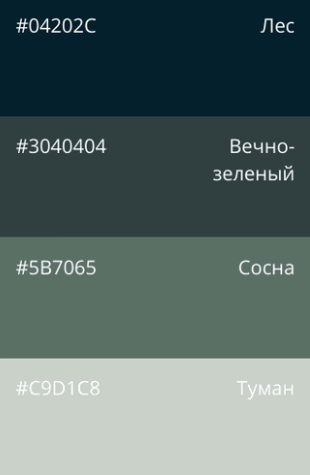 #04202C Лес
#3040404 Вечно-
зеленый
#5B7065 Сосна
#C9D1C8 Туман